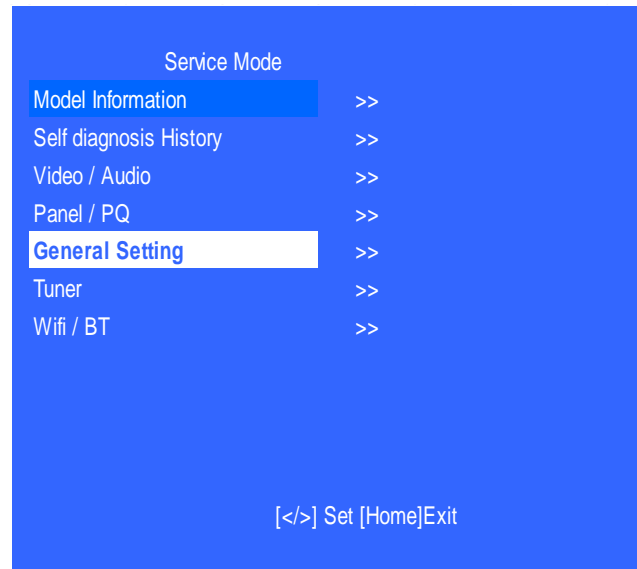 Service Mode
Model Information >>
Self diagnosis History >>
Video / Audio >>
Panel / PQ >>
General Setting >>
Tuner >>
Wifi / BT >>
[</>] Set [Home]Exit